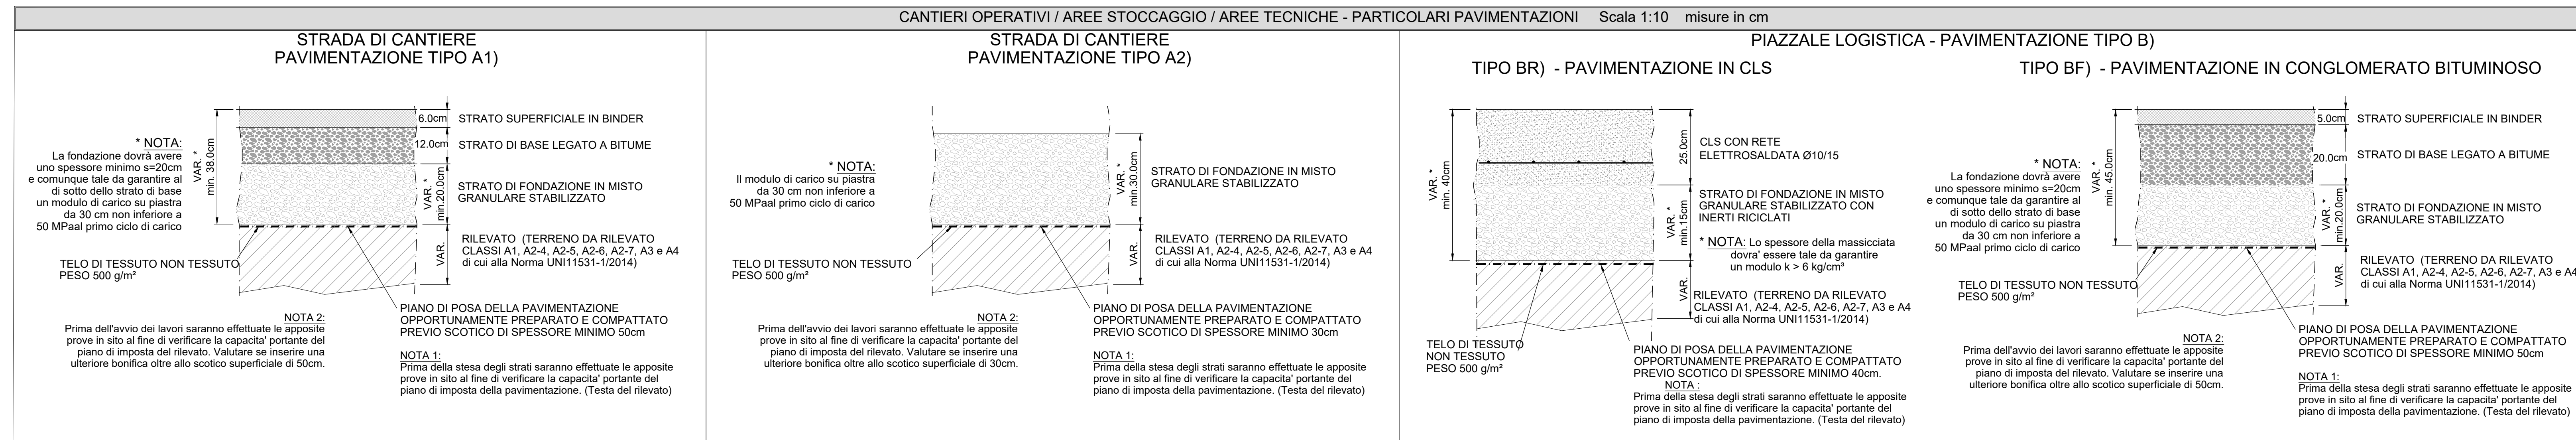 CANTIERI OPERATIVI / AREE STOCCAGGIO / AREE TECNICHE - PARTICOLARI PAVIMENTAZIONI Scala 1:10 misure in cm
STRADA DI CANTIERE
PAVIMENTAZIONE TIPO A1)
* NOTA:
La fondazione dovrà avere
uno spessore minimo s=20cm
e comunque tale da garantire al
di sotto dello strato di base
un modulo di carico su piastra
da 30 cm non inferiore a
50 MPaal primo ciclo di carico
VAR. *
min. 38.0cm
6.0cm
STRATO SUPERFICIALE IN BINDER
12.0cm
STRATO DI BASE LEGATO A BITUME
VAR. *
min.20.0cm
STRATO DI FONDAZIONE IN MISTO
GRANULARE STABILIZZATO
VAR.
RILEVATO (TERRENO DA RILEVATO
CLASSI A1, A2-4, A2-5, A2-6, A2-7, A3 e A4
di cui alla Norma UNI11531-1/2014)
TELO DI TESSUTO NON TESSUTO
PESO 500 g/m²
PIANO DI POSA DELLA PAVIMENTAZIONE
OPPORTUNAMENTE PREPARATO E COMPATTATO
PREVIO SCOTICO DI SPESSORE MINIMO 50cm
NOTA 2:
Prima dell'avvio dei lavori saranno effettuate le apposite
prove in sito al fine di verificare la capacita' portante del
piano di imposta del rilevato. Valutare se inserire una
ulteriore bonifica oltre allo scotico superficiale di 50cm.
NOTA 1:
Prima della stesa degli strati saranno effettuate le apposite
prove in sito al fine di verificare la capacita' portante del
piano di imposta della pavimentazione. (Testa del rilevato)
STRADA DI CANTIERE
PAVIMENTAZIONE TIPO A2)
* NOTA:
Il modulo di carico su piastra
da 30 cm non inferiore a
50 MPaal primo ciclo di carico
VAR. *
min.30.0cm
STRATO DI FONDAZIONE IN MISTO
GRANULARE STABILIZZATO
VAR.
RILEVATO (TERRENO DA RILEVATO
CLASSI A1, A2-4, A2-5, A2-6, A2-7, A3 e A4
di cui alla Norma UNI11531-1/2014)
TELO DI TESSUTO NON TESSUTO
PESO 500 g/m²
PIANO DI POSA DELLA PAVIMENTAZIONE
OPPORTUNAMENTE PREPARATO E COMPATTATO
PREVIO SCOTICO DI SPESSORE MINIMO 30cm
NOTA 2:
Prima dell'avvio dei lavori saranno effettuate le apposite
prove in sito al fine di verificare la capacita' portante del
piano di imposta del rilevato. Valutare se inserire una
ulteriore bonifica oltre allo scotico superficiale di 30cm.
NOTA 1:
Prima della stesa degli strati saranno effettuate le apposite
prove in sito al fine di verificare la capacita' portante del
piano di imposta della pavimentazione. (Testa del rilevato)
PIAZZALE LOGISTICA - PAVIMENTAZIONE TIPO B)
TIPO BR) - PAVIMENTAZIONE IN CLS
VAR. *
min. 40cm
25.0cm
CLS CON RETE
ELETTROSALDATA Ø10/15
VAR. *
min.15cm
STRATO DI FONDAZIONE IN MISTO
GRANULARE STABILIZZATO CON
INERTI RICICLATI
* NOTA: Lo spessore della massicciata
dovra' essere tale da garantire
un modulo k > 6 kg/cm³
VAR.
RILEVATO (TERRENO DA RILEVATO
CLASSI A1, A2-4, A2-5, A2-6, A2-7, A3 e A4
di cui alla Norma UNI11531-1/2014)
TELO DI TESSUTO
NON TESSUTO
PESO 500 g/m²
PIANO DI POSA DELLA PAVIMENTAZIONE
OPPORTUNAMENTE PREPARATO E COMPATTATO
PREVIO SCOTICO DI SPESSORE MINIMO 40cm.
NOTA :
Prima della stesa degli strati saranno effettuate le apposite
prove in sito al fine di verificare la capacita' portante del
piano di imposta della pavimentazione. (Testa del rilevato)
TIPO BF) - PAVIMENTAZIONE IN CONGLOMERATO BITUMINOSO
* NOTA:
La fondazione dovrà avere
uno spessore minimo s=20cm
e comunque tale da garantire al
di sotto dello strato di base
un modulo di carico su piastra
da 30 cm non inferiore a
50 MPaal primo ciclo di carico
VAR. *
min. 45.0cm
5.0cm
STRATO SUPERFICIALE IN BINDER
20.0cm
STRATO DI BASE LEGATO A BITUME
VAR. *
min.20.0cm
STRATO DI FONDAZIONE IN MISTO
GRANULARE STABILIZZATO
VAR.
RILEVATO (TERRENO DA RILEVATO
CLASSI A1, A2-4, A2-5, A2-6, A2-7, A3 e A4
di cui alla Norma UNI11531-1/2014)
TELO DI TESSUTO NON TESSUTO
PESO 500 g/m²
PIANO DI POSA DELLA PAVIMENTAZIONE
OPPORTUNAMENTE PREPARATO E COMPATTATO
PREVIO SCOTICO DI SPESSORE MINIMO 50cm
NOTA 2:
Prima dell'avvio dei lavori saranno effettuate le apposite
prove in sito al fine di verificare la capacita' portante del
piano di imposta del rilevato. Valutare se inserire una
ulteriore bonifica oltre allo scotico superficiale di 50cm.
NOTA 1:
Prima della stesa degli strati saranno effettuate le apposite
prove in sito al fine di verificare la capacita' portante del
piano di imposta della pavimentazione. (Testa del rilevato)